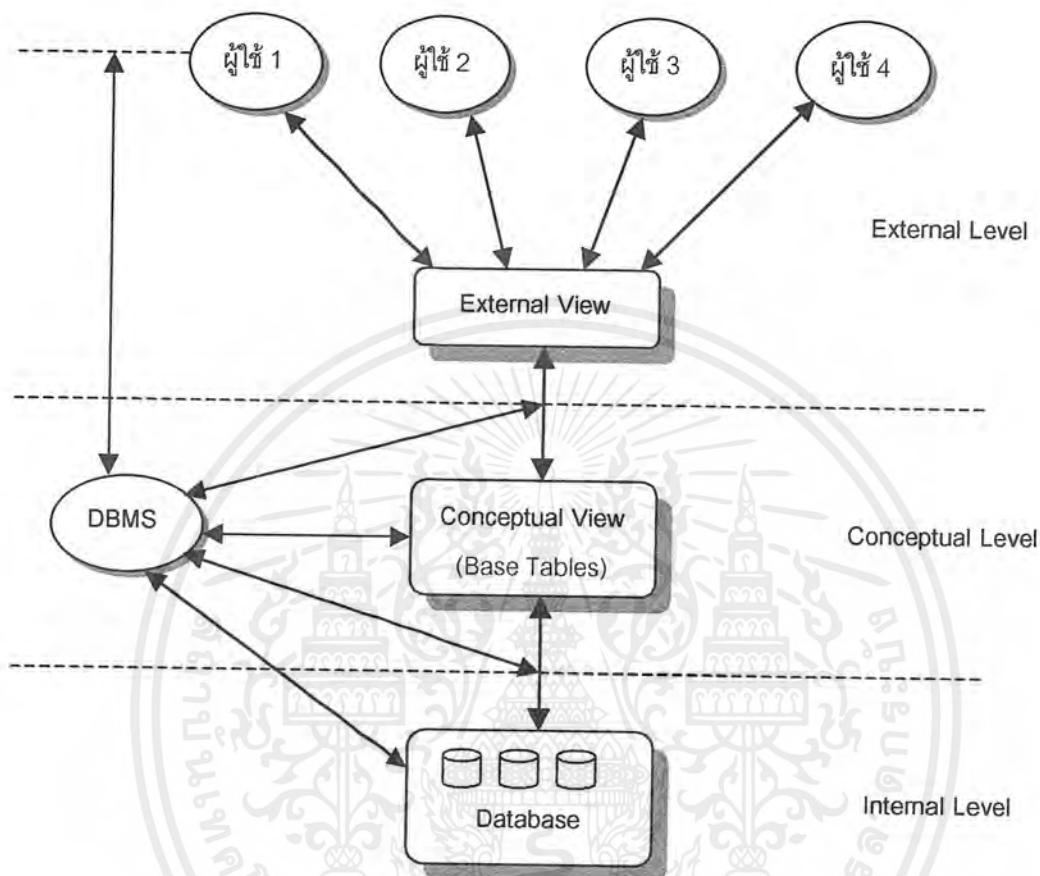 ผู้ใช้ 1
ผู้ใช้ 2
ผู้ใช้ 3
ผู้ใช้ 4
External Level
External View
DBMS
Conceptual View
(Base Tables)
Conceptual Level
Database
Internal Level